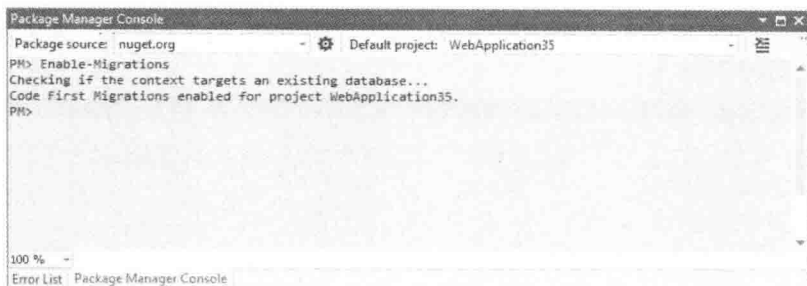 Package Manager Console
Package source: nuget.org Default project: WebApplication35
PM> Enable-Migrations
Checking if the context targets an existing database...
Code First Migrations enabled for project WebApplication35.
PM>
100 %
Error List Package Manager Console